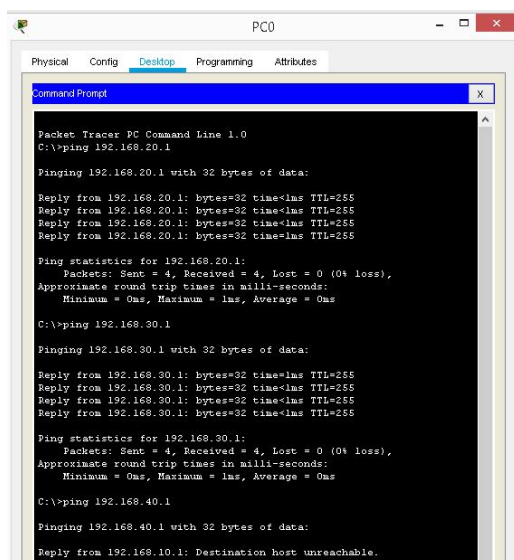 PC0
Physical Config Desktop Programming Attributes
Command Prompt X
Packet Tracer PC Command Line 1.0
C:\>ping 192.168.20.1
Pinging 192.168.20.1 with 32 bytes of data:
Reply from 192.168.20.1: bytes=32 time<1ms TTL=255
Reply from 192.168.20.1: bytes=32 time<1ms TTL=255
Reply from 192.168.20.1: bytes=32 time<1ms TTL=255
Reply from 192.168.20.1: bytes=32 time=1ms TTL=255
Ping statistics for 192.168.20.1:
Packets: Sent = 4, Received = 4, Lost = 0 (0% loss),
Approximate round trip times in milli-seconds:
Minimum = 0ms, Maximum = 1ms, Average = 0ms
C:\>ping 192.168.30.1
Pinging 192.168.30.1 with 32 bytes of data:
Reply from 192.168.30.1: bytes=32 time=1ms TTL=255
Reply from 192.168.30.1: bytes=32 time<1ms TTL=255
Reply from 192.168.30.1: bytes=32 time<1ms TTL=255
Reply from 192.168.30.1: bytes=32 time<1ms TTL=255
Ping statistics for 192.168.30.1:
Packets: Sent = 4, Received = 4, Lost = 0 (0% loss),
Approximate round trip times in milli-seconds:
Minimum = 0ms, Maximum = 1ms, Average = 0ms
C:\>ping 192.168.40.1
Pinging 192.168.40.1 with 32 bytes of data:
Reply from 192.168.10.1: Destination host unreachable.